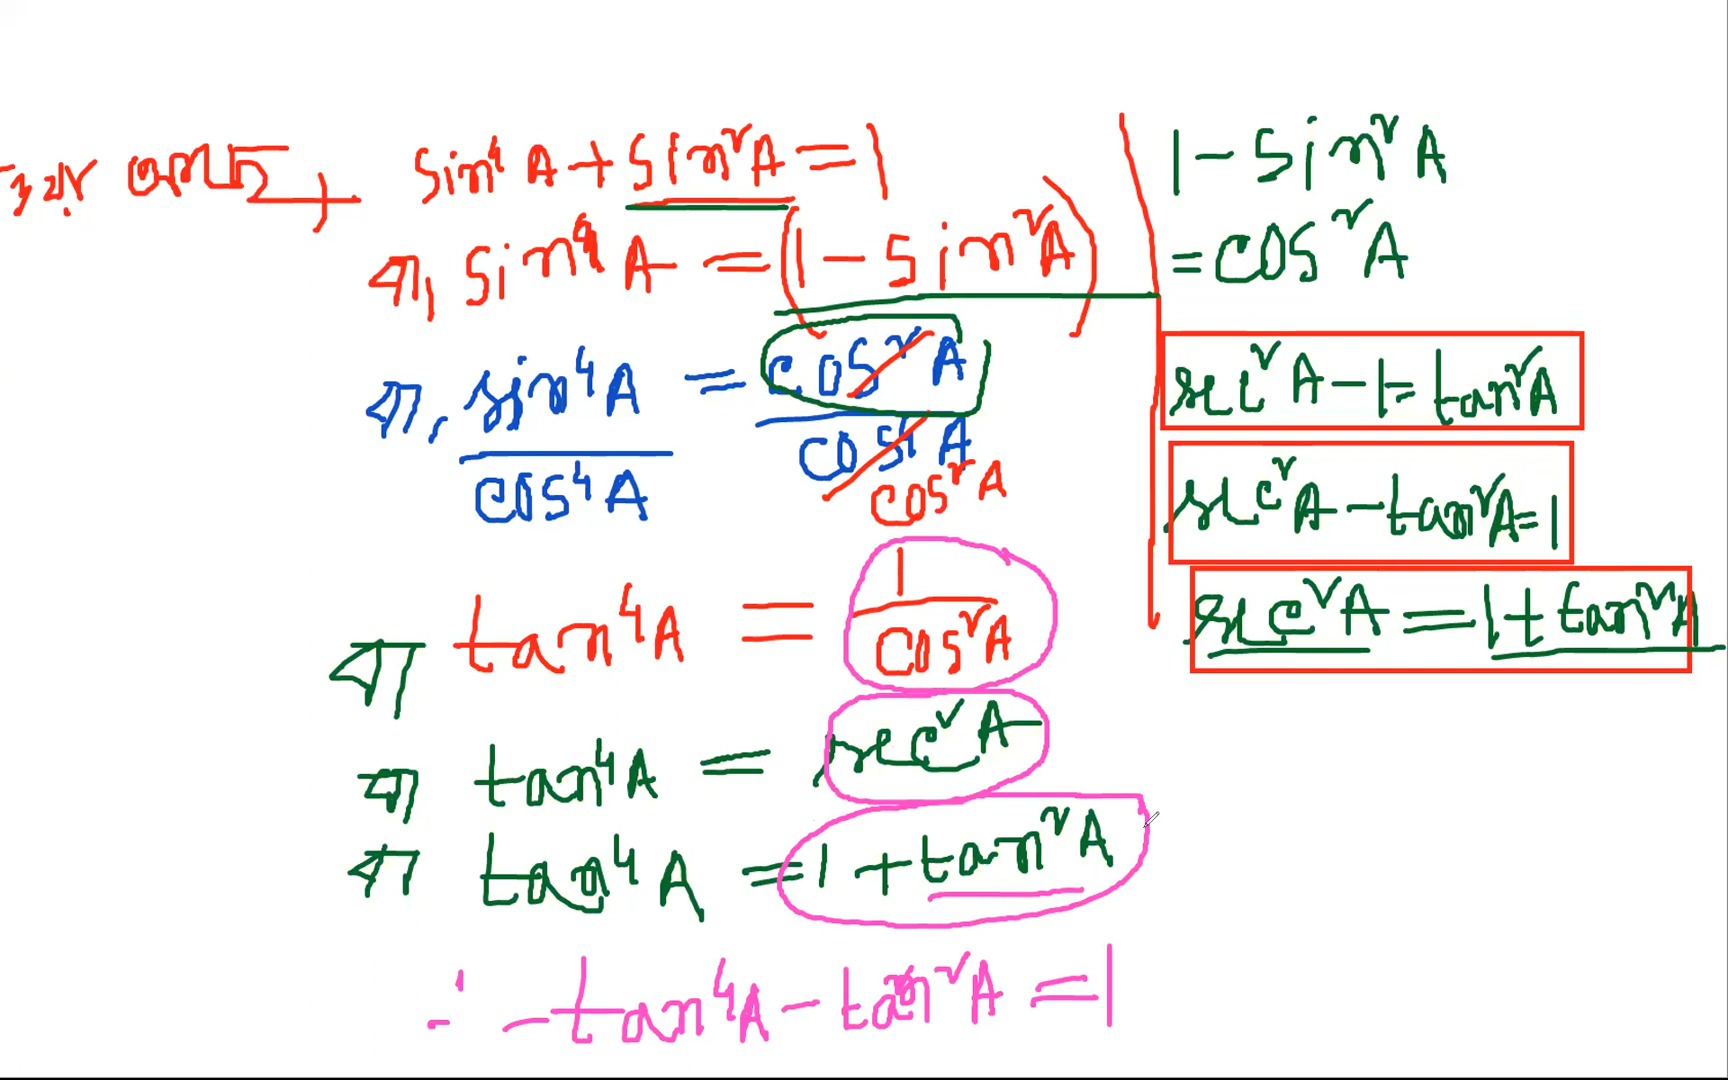 দেওয়া আছে, sin⁴A + sin²A = 1
বা, sin⁴A = (1 - sin²A)
বা, sin⁴A / cos⁴A = cos²A / cos⁴A
cos²A
বা tan⁴A = 1 / cos²A
বা tan⁴A = sec²A
বা tan⁴A = 1 + tan²A
∴ tan⁴A - tan²A = 1
1 - sin²A
= cos²A
sec²A - 1 = tan²A
sec²A - tan²A = 1
sec²A = 1 + tan²A